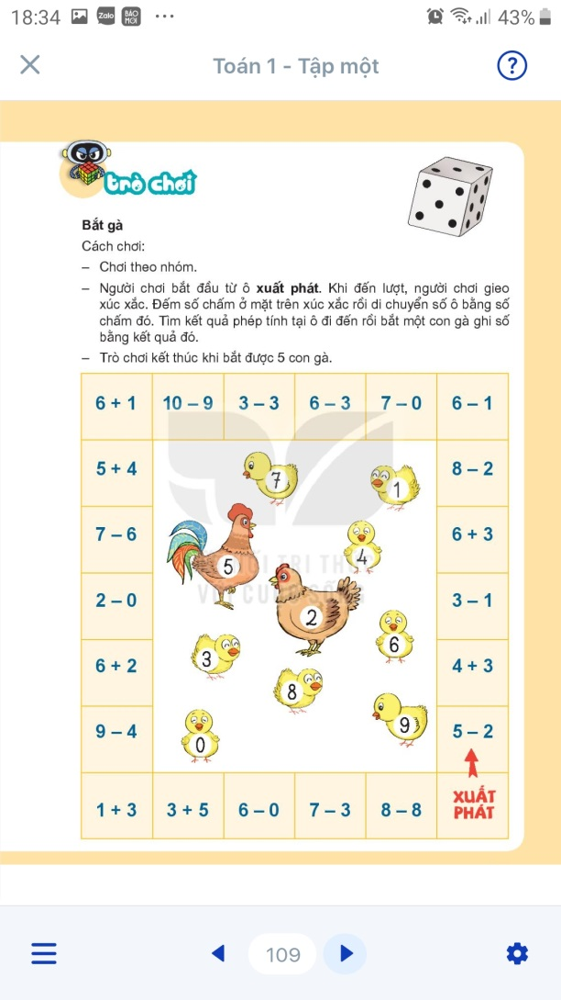 18:34 Zalo BÁO MỚI ... 43%
Toán 1 - Tập một
?
trò chơi
Bắt gà
Cách chơi:
– Chơi theo nhóm.
– Người chơi bắt đầu từ ô xuất phát. Khi đến lượt, người chơi gieo
xúc xắc. Đếm số chấm ở mặt trên xúc xắc rồi di chuyển số ô bằng số
chấm đó. Tìm kết quả phép tính tại ô đi đến rồi bắt một con gà ghi số
bằng kết quả đó.
– Trò chơi kết thúc khi bắt được 5 con gà.
6 + 1 10 – 9 3 – 3 6 – 3 7 – 0 6 – 1
5 + 4 7 1 8 – 2
7 – 6 5 4 6 + 3
KẾT NỐI TRI THỨC
VỚI CUỘC SỐNG
2 – 0 2 3 – 1
6 + 2 3 8 6 4 + 3
9 – 4 0 9 5 – 2
1 + 3 3 + 5 6 – 0 7 – 3 8 – 8 XUẤT
PHÁT
109